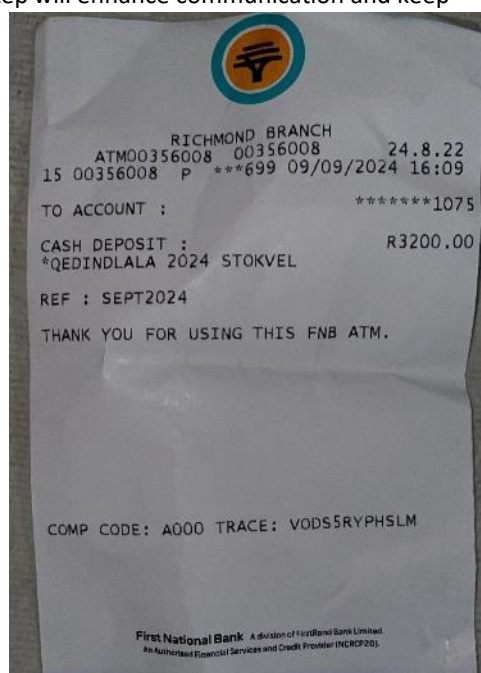 ep will enhance communication and keep
RICHMOND BRANCH
ATM00356008 00356008 24.8.22
15 00356008 P ***699 09/09/2024 16:09
TO ACCOUNT : *******1075
CASH DEPOSIT : R3200.00
*QEDINDLALA 2024 STOKVEL
REF : SEPT2024
THANK YOU FOR USING THIS FNB ATM.
COMP CODE: A000 TRACE: VODS5RYPHSLM
First National Bank A division of FirstRand Bank Limited.
An Authorised Financial Services and Credit Provider (NCRCP20).